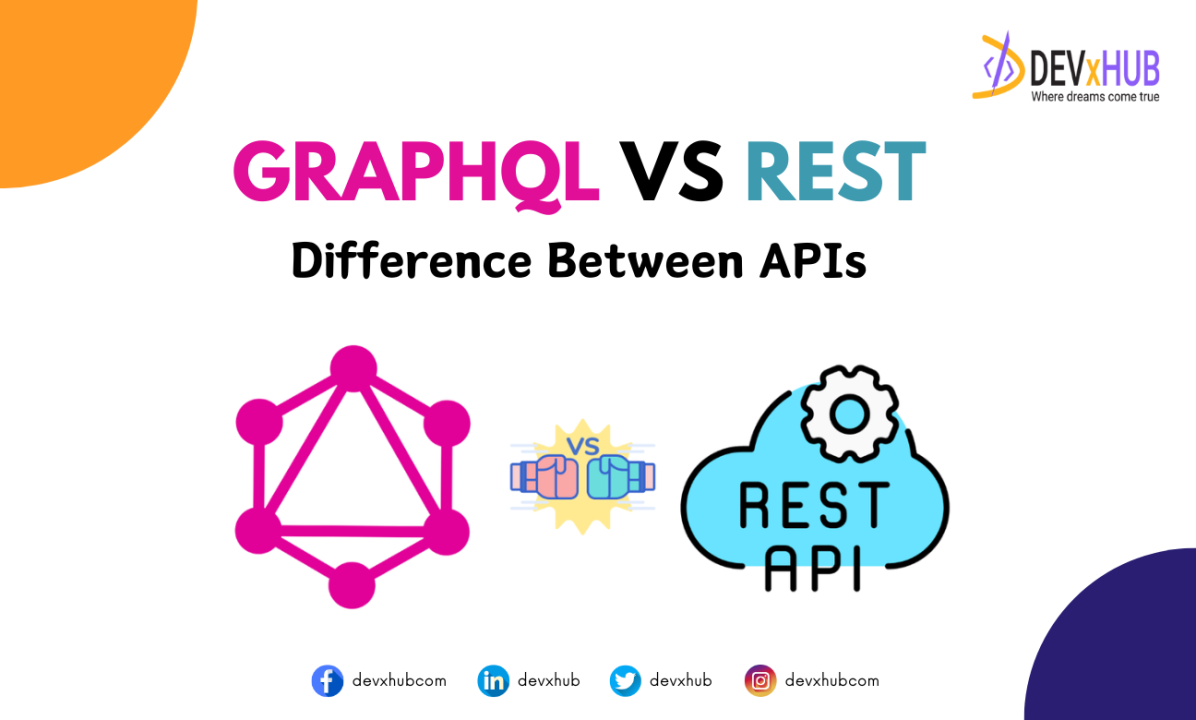 DEVxHUB
Where dreams come true
GRAPHQL VS REST
Difference Between APIs
VS
REST
API
devxhubcom
devxhub
devxhub
devxhubcom